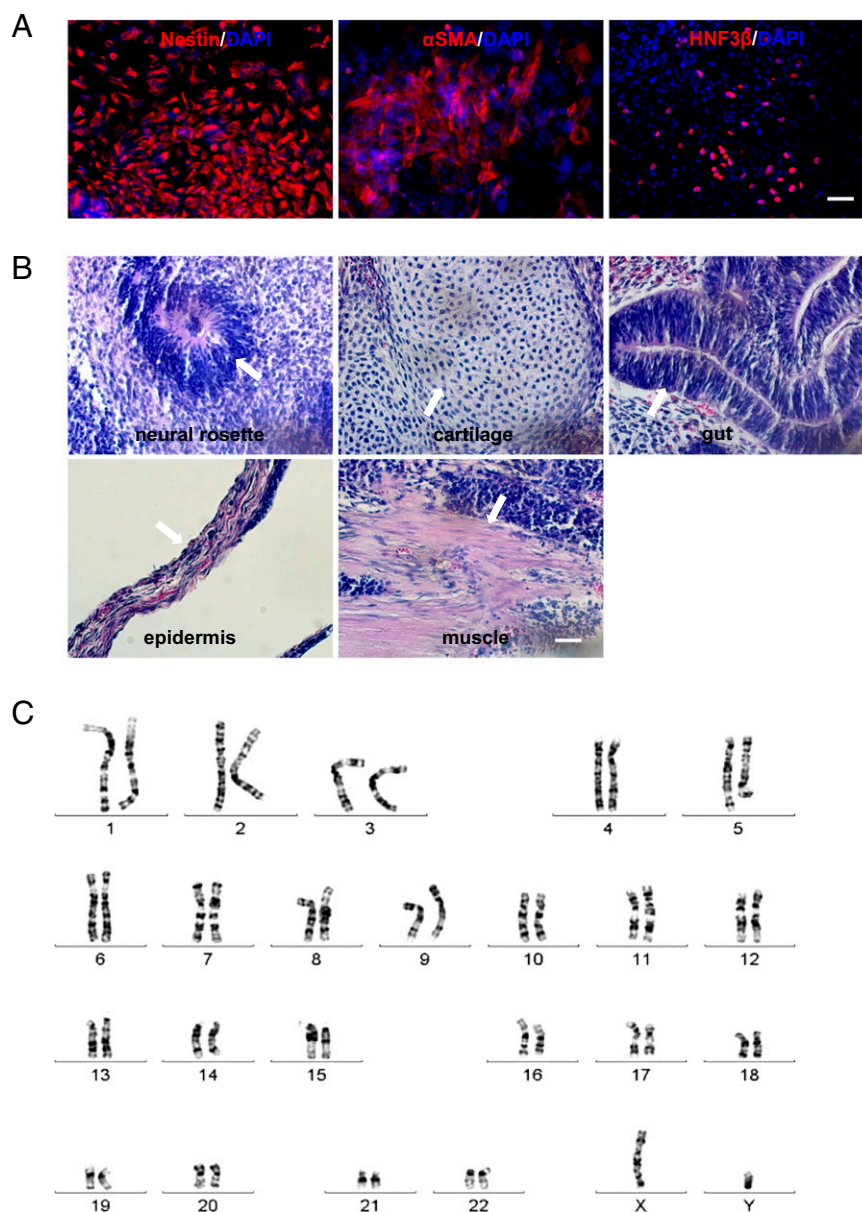 A
Nestin/DAPI
αSMA/DAPI
HNF3β/DAPI
B
neural rosette
cartilage
gut
epidermis
muscle
C
1 2 3 4 5
6 7 8 9 10 11 12
13 14 15 16 17 18
19 20 21 22 X Y